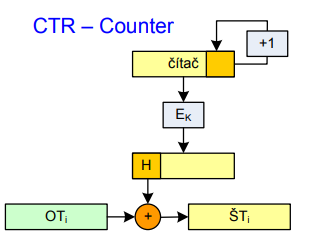 CTR – Counter
+1
čítač
EK
H
OTi
+
ŠTi